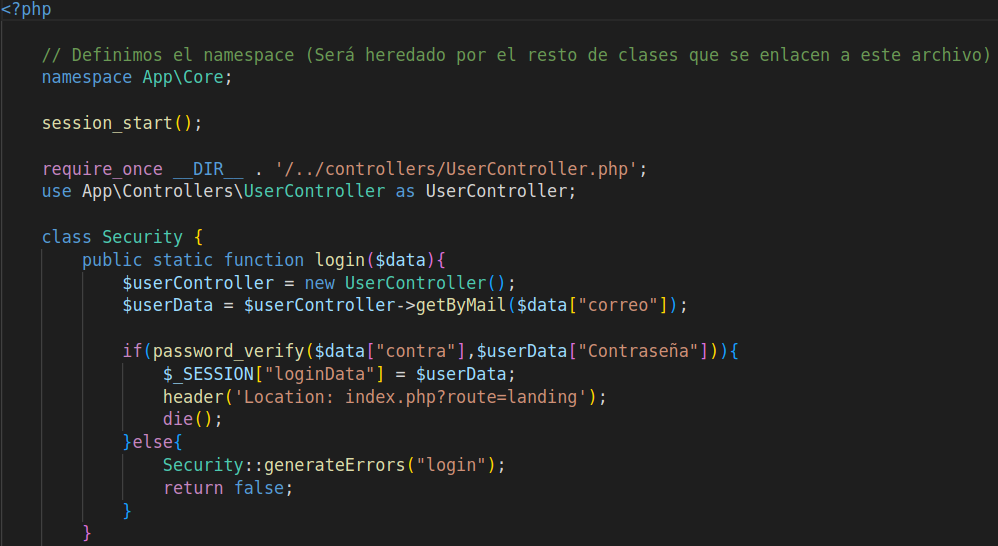 <?php
// Definimos el namespace (Será heredado por el resto de clases que se enlacen a este archivo)
namespace App\Core;
session_start();
require_once __DIR__ . '/../controllers/UserController.php';
use App\Controllers\UserController as UserController;
class Security {
public static function login($data){
$userController = new UserController();
$userData = $userController->getByMail($data["correo"]);
if(password_verify($data["contra"],$userData["Contraseña"])){
$_SESSION["loginData"] = $userData;
header('Location: index.php?route=landing');
die();
}else{
Security::generateErrors("login");
return false;
}
}